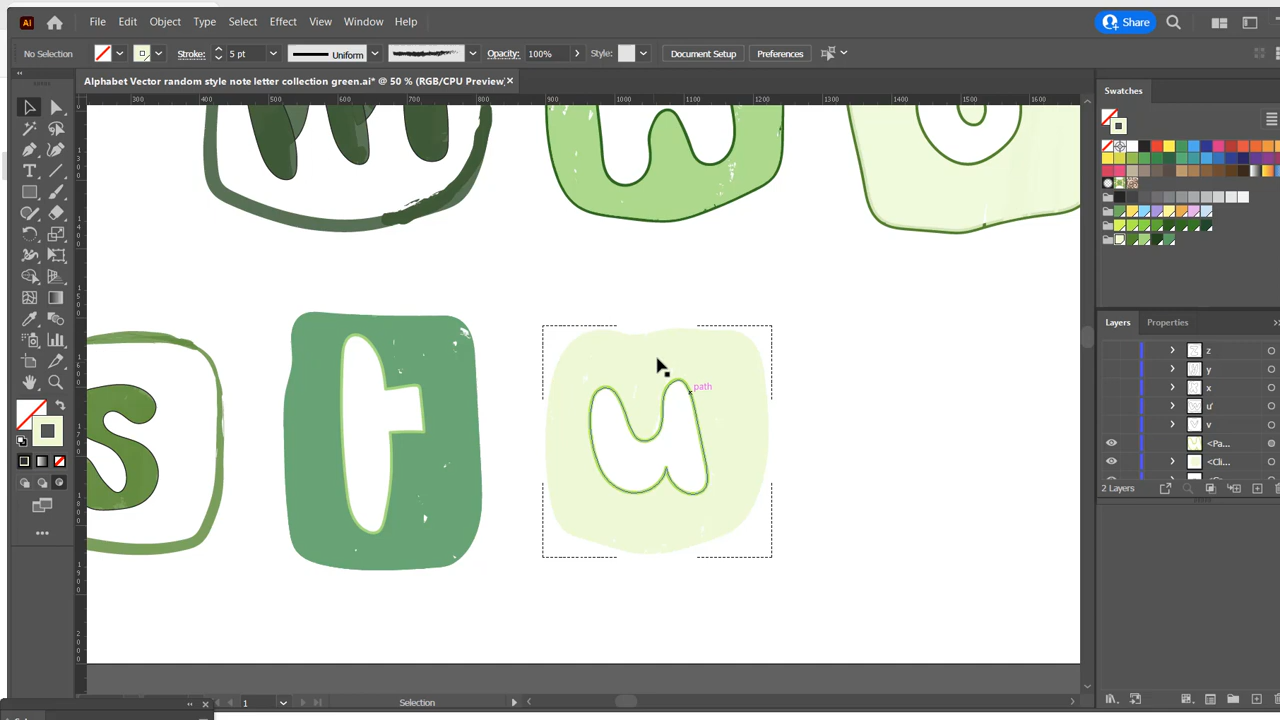 Ai File Edit Object Type Select Effect View Window Help Share
No Selection Stroke: 5 pt Uniform Opacity: 100% Style: Document Setup Preferences
Alphabet Vector random style note letter collection green.ai* @ 50 % (RGB/CPU Preview)
Swatches
300 400 500 600 700 800 900 1000 1100 1200 1300 1400 1500 1600
s t u
path
Layers Properties
z
y
x
u'
v
<Pa...
<Cli...
2 Layers
1 Selection